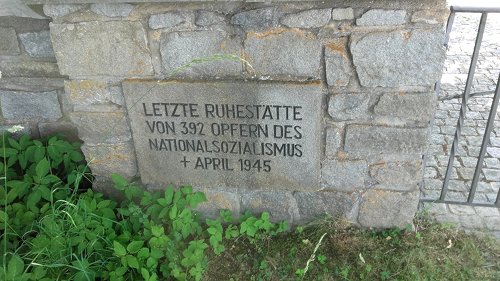 LETZTE RUHESTÄTTE
VON 392 OPFERN DES
NATIONALSOZIALISMUS
+ APRIL 1945